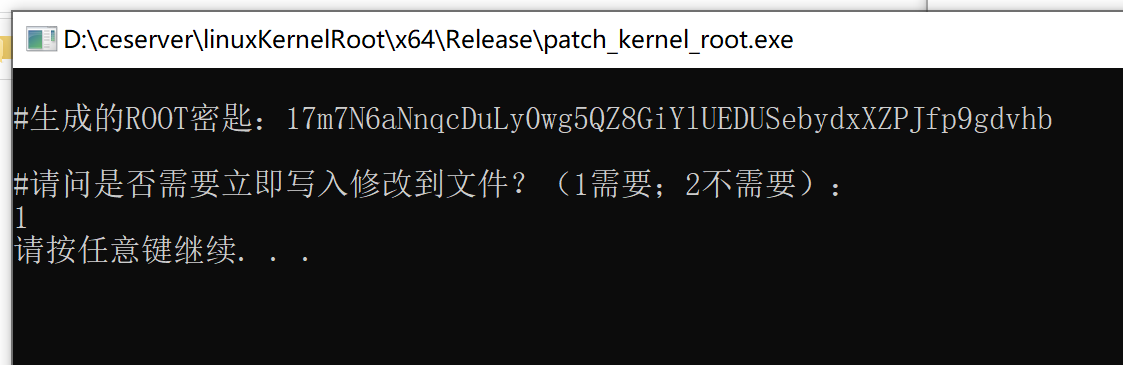 D:\ceserver\linuxKernelRoot\x64\Release\patch_kernel_root.exe
#生成的ROOT密匙：17m7N6aNnqcDuLyOwg5QZ8GiYlUEDUSebydxXZPJfp9gdvhb
#请问是否需要立即写入修改到文件？（1需要；2不需要）：
1
请按任意键继续. . .